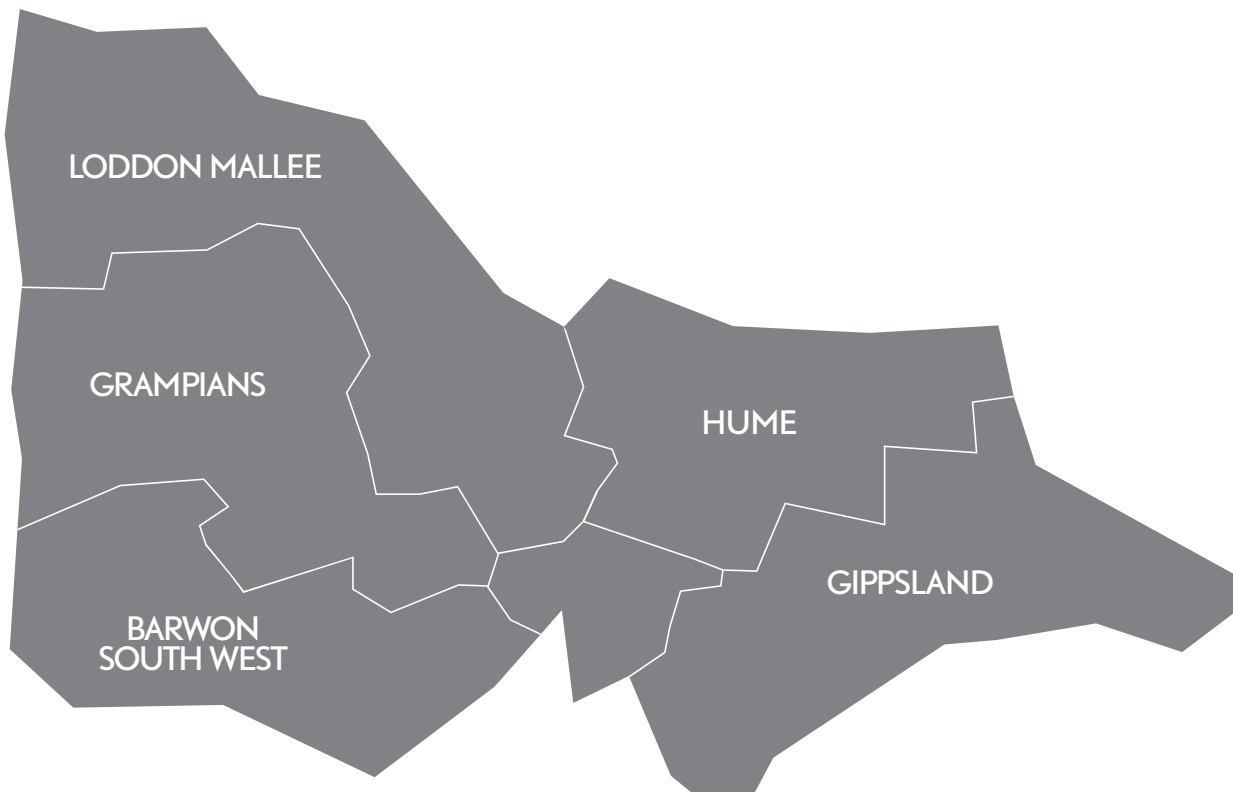 LODDON MALLEE
GRAMPIANS
HUME
GIPPSLAND
BARWON
SOUTH WEST